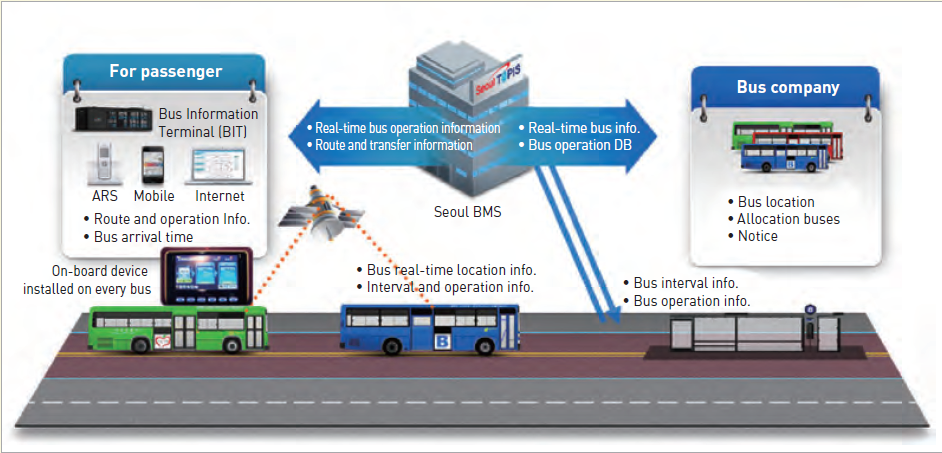 For passenger
Bus Information
Terminal (BIT)
ARS
Mobile
Internet
• Route and operation Info.
• Bus arrival time
On-board device
installed on every bus
• Real-time bus operation information
• Route and transfer information
Seoul TOPIS
• Real-time bus info.
• Bus operation DB
Seoul BMS
• Bus real-time location info.
• Interval and operation info.
Bus company
B
• Bus location
• Allocation buses
• Notice
• Bus interval info.
• Bus operation info.
B